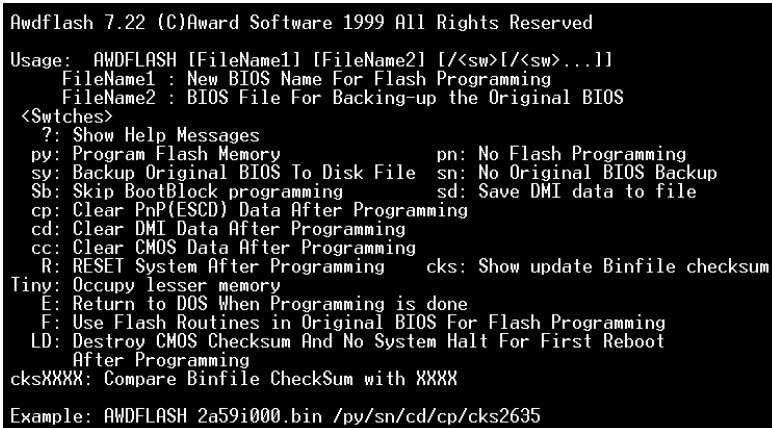 Awdflash 7.22 (C)Award Software 1999 All Rights Reserved
Usage:  AWDFLASH [FileName1] [FileName2] [/<sw>[/<sw>...]]
FileName1 : New BIOS Name For Flash Programming
FileName2 : BIOS File For Backing-up the Original BIOS
<Swtches>
?: Show Help Messages
py: Program Flash Memory                pn: No Flash Programming
sy: Backup Original BIOS To Disk File  sn: No Original BIOS Backup
Sb: Skip BootBlock programming          sd: Save DMI data to file
cp: Clear PnP(ESCD) Data After Programming
cd: Clear DMI Data After Programming
cc: Clear CMOS Data After Programming
R: RESET System After Programming    cks: Show update Binfile checksum
Tiny: Occupy lesser memory
E: Return to DOS When Programming is done
F: Use Flash Routines in Original BIOS For Flash Programming
LD: Destroy CMOS Checksum And No System Halt For First Reboot
After Programming
cksXXXX: Compare Binfile CheckSum with XXXX
Example: AWDFLASH 2a59i000.bin /py/sn/cd/cp/cks2635